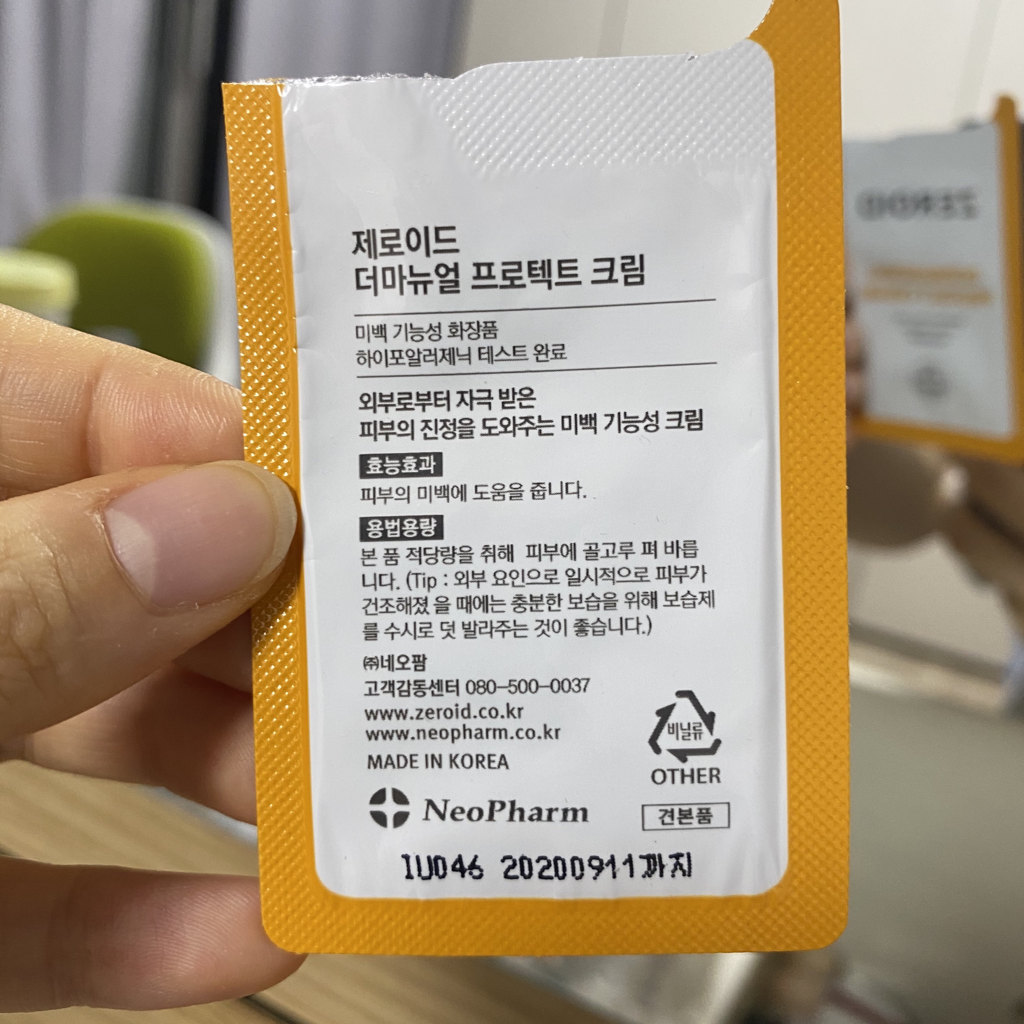 제로이드
더마뉴얼 프로텍트 크림
미백 기능성 화장품
하이포알러제닉 테스트 완료
외부로부터 자극 받은
피부의 진정을 도와주는 미백 기능성 크림
효능효과
피부의 미백에 도움을 줍니다.
용법용량
본 품 적당량을 취해 피부에 골고루 펴 바릅
니다. (Tip : 외부 요인으로 일시적으로 피부가
건조해졌 을 때에는 충분한 보습을 위해 보습제
를 수시로 덧 발라주는 것이 좋습니다.)
㈜네오팜
고객감동센터 080-500-0037
www.zeroid.co.kr
www.neopharm.co.kr
MADE IN KOREA
비닐류
OTHER
NeoPharm
견본품
IU046 20200911까지